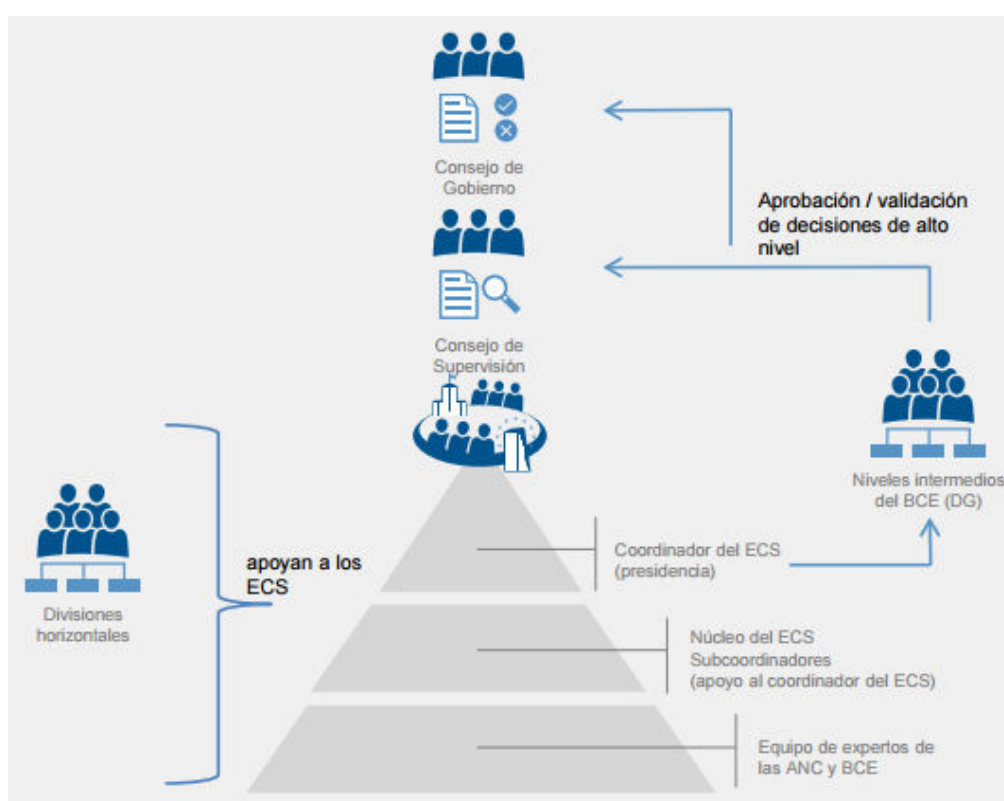 Consejo de
Gobierno
Aprobación / validación
de decisiones de alto
nivel
Consejo de
Supervisión
Niveles intermedios
del BCE (DG)
Coordinador del ECS
(presidencia)
apoyan a los
ECS
Divisiones
horizontales
Núcleo del ECS
Subcoordinadores
(apoyo al coordinador del ECS)
Equipo de expertos de
las ANC y BCE